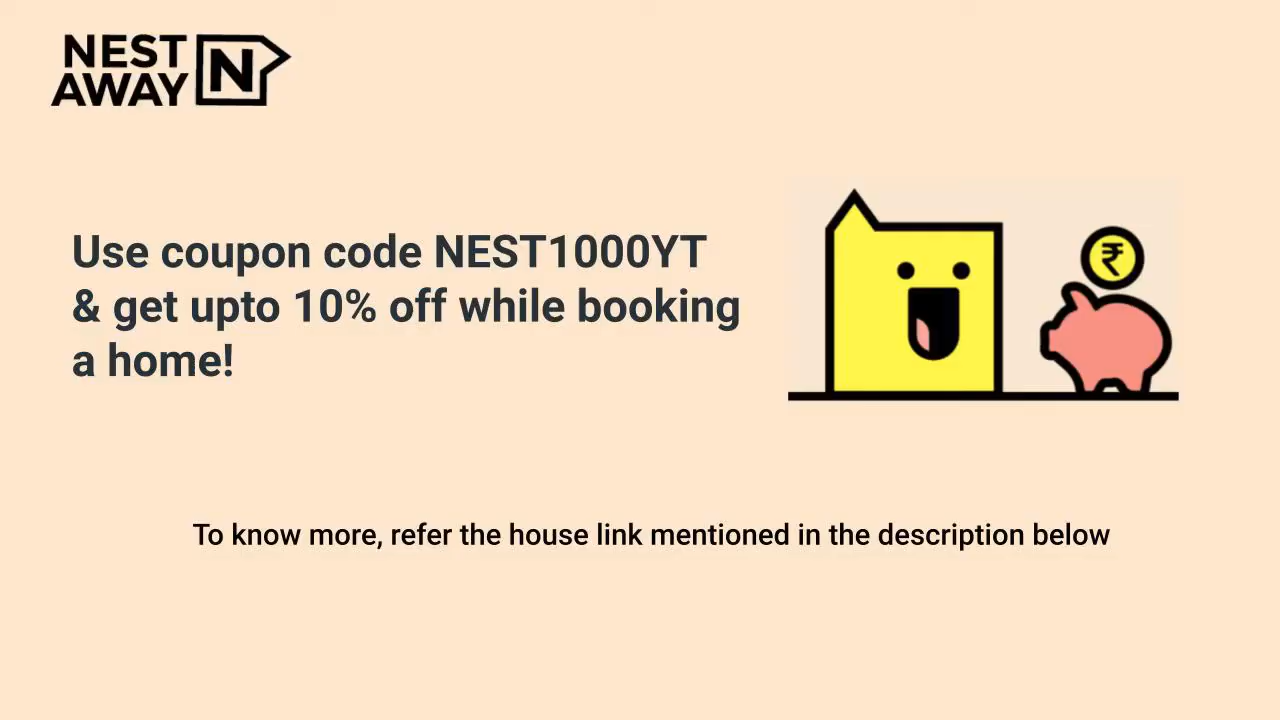 NEST
AWAY
N
Use coupon code NEST1000YT
& get upto 10% off while booking
a home!
₹
To know more, refer the house link mentioned in the description below